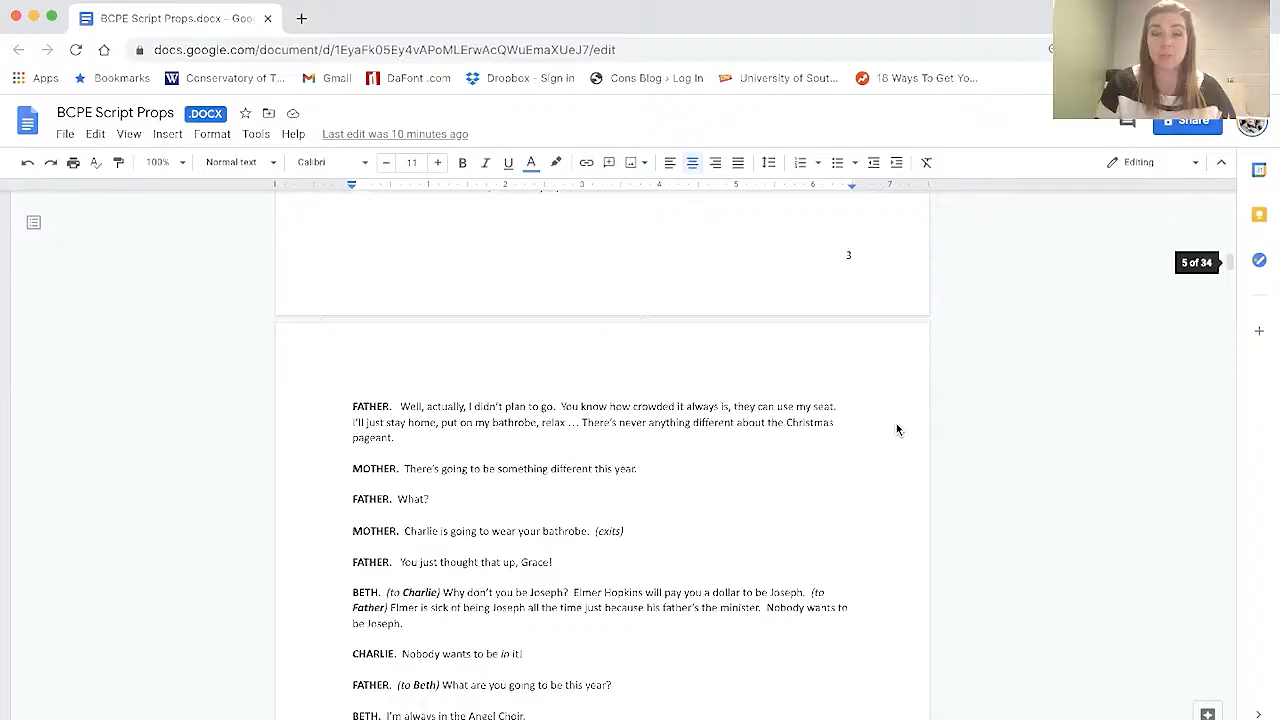 BCPE Script Props.docx - Goo
docs.google.com/document/d/1EyaFk05Ey4vAPoMLErwAcQWuEmaXUeJ7/edit
Apps Bookmarks Conservatory of T... Gmail DaFont .com Dropbox - Sign in Cons Blog > Log In University of Sout... 18 Ways To Get Yo...
BCPE Script Props .DOCX
Share
File Edit View Insert Format Tools Help Last edit was 10 minutes ago
100% Normal text Calibri 11 B I U A Editing
1 1 2 3 4 5 6 7
3
5 of 34
FATHER. Well, actually, I didn't plan to go. You know how crowded it always is, they can use my seat.
I'll just stay home, put on my bathrobe, relax ... There's never anything different about the Christmas
pageant.
MOTHER. There's going to be something different this year.
FATHER. What?
MOTHER. Charlie is going to wear your bathrobe. (exits)
FATHER. You just thought that up, Grace!
BETH. (to Charlie) Why don't you be Joseph? Elmer Hopkins will pay you a dollar to be Joseph. (to
Father) Elmer is sick of being Joseph all the time just because his father's the minister. Nobody wants to
be Joseph.
CHARLIE. Nobody wants to be in it!
FATHER. (to Beth) What are you going to be this year?
BETH. I'm always in the Angel Choir.